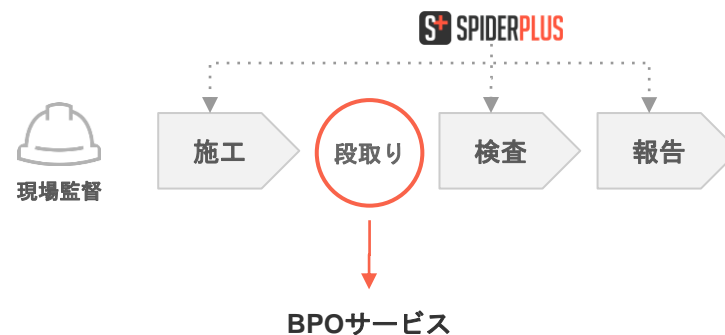 S+ SPIDERPLUS
施工
段取り
検査
報告
現場監督
BPOサービス